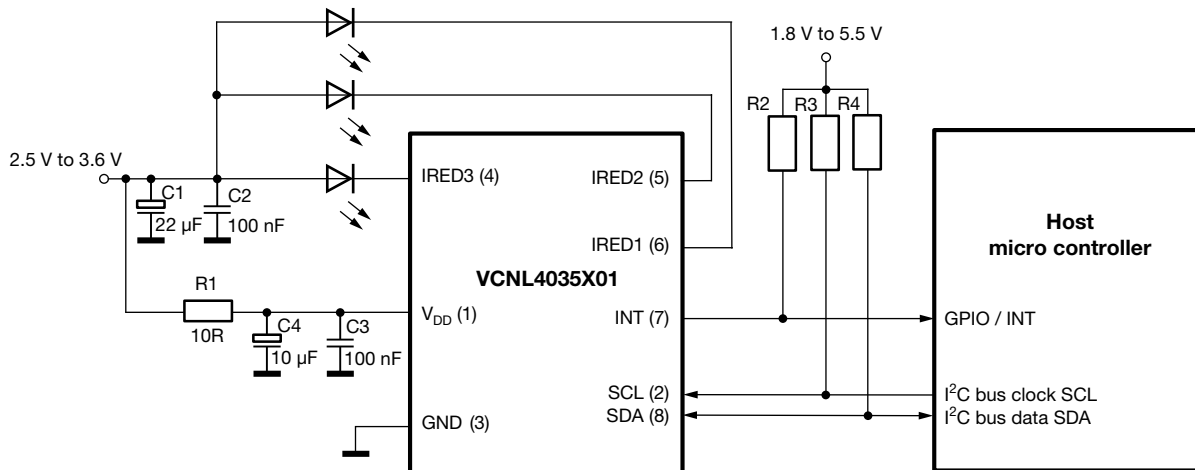 1.8 V to 5.5 V
R2 R3 R4
2.5 V to 3.6 V
C1
22 µF
C2
100 nF
IRED3 (4)
IRED2 (5)
IRED1 (6)
Host
micro controller
VCNL4035X01
R1
10R
C4
10 µF
C3
100 nF
V_DD (1)
INT (7)
GPIO / INT
GND (3)
SCL (2)
SDA (8)
I²C bus clock SCL
I²C bus data SDA